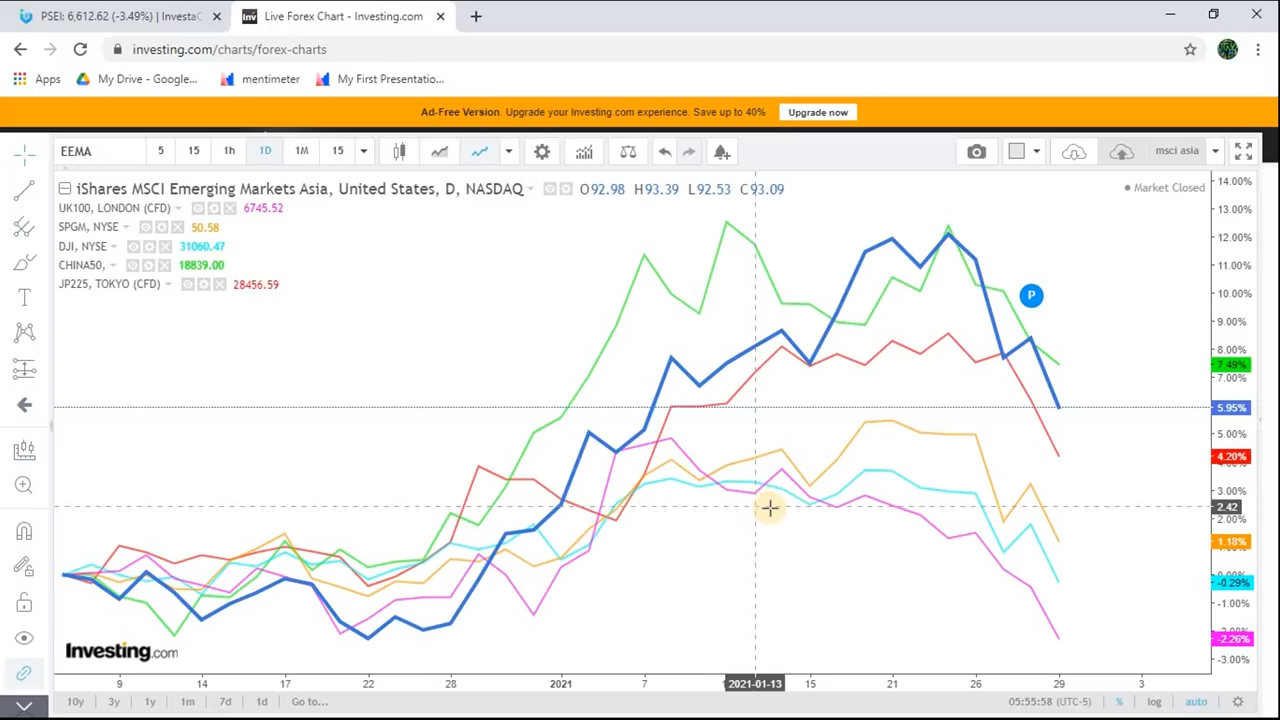 PSEI: 6,612.62 (-3.49%) | InvestaC
Live Forex Chart - Investing.com
investing.com/charts/forex-charts
Apps
My Drive - Google...
mentimeter
My First Presentatio...
Ad-Free Version. Upgrade your Investing.com experience. Save up to 40%
Upgrade now
EEMA
5
15
1h
1D
1M
15
msci asia
iShares MSCI Emerging Markets Asia, United States, D, NASDAQ
O92.98 H93.39 L92.53 C93.09
Market Closed
UK100, LONDON (CFD)
6745.52
SPGM, NYSE
50.58
DJI, NYSE
31060.47
CHINA50,
18839.00
JP225, TOKYO (CFD)
28456.59
P
T
14.00%
13.00%
12.00%
11.00%
10.00%
9.00%
8.00%
7.49%
7.00%
5.95%
5.00%
4.20%
3.00%
2.42
2.00%
1.18%
-0.29%
-1.00%
-2.26%
-3.00%
Investing.com
9
14
17
22
28
2021
7
2021-01-13
15
21
26
29
3
10y
3y
1y
1m
7d
1d
Go to...
05:55:58 (UTC-5)
%
log
auto